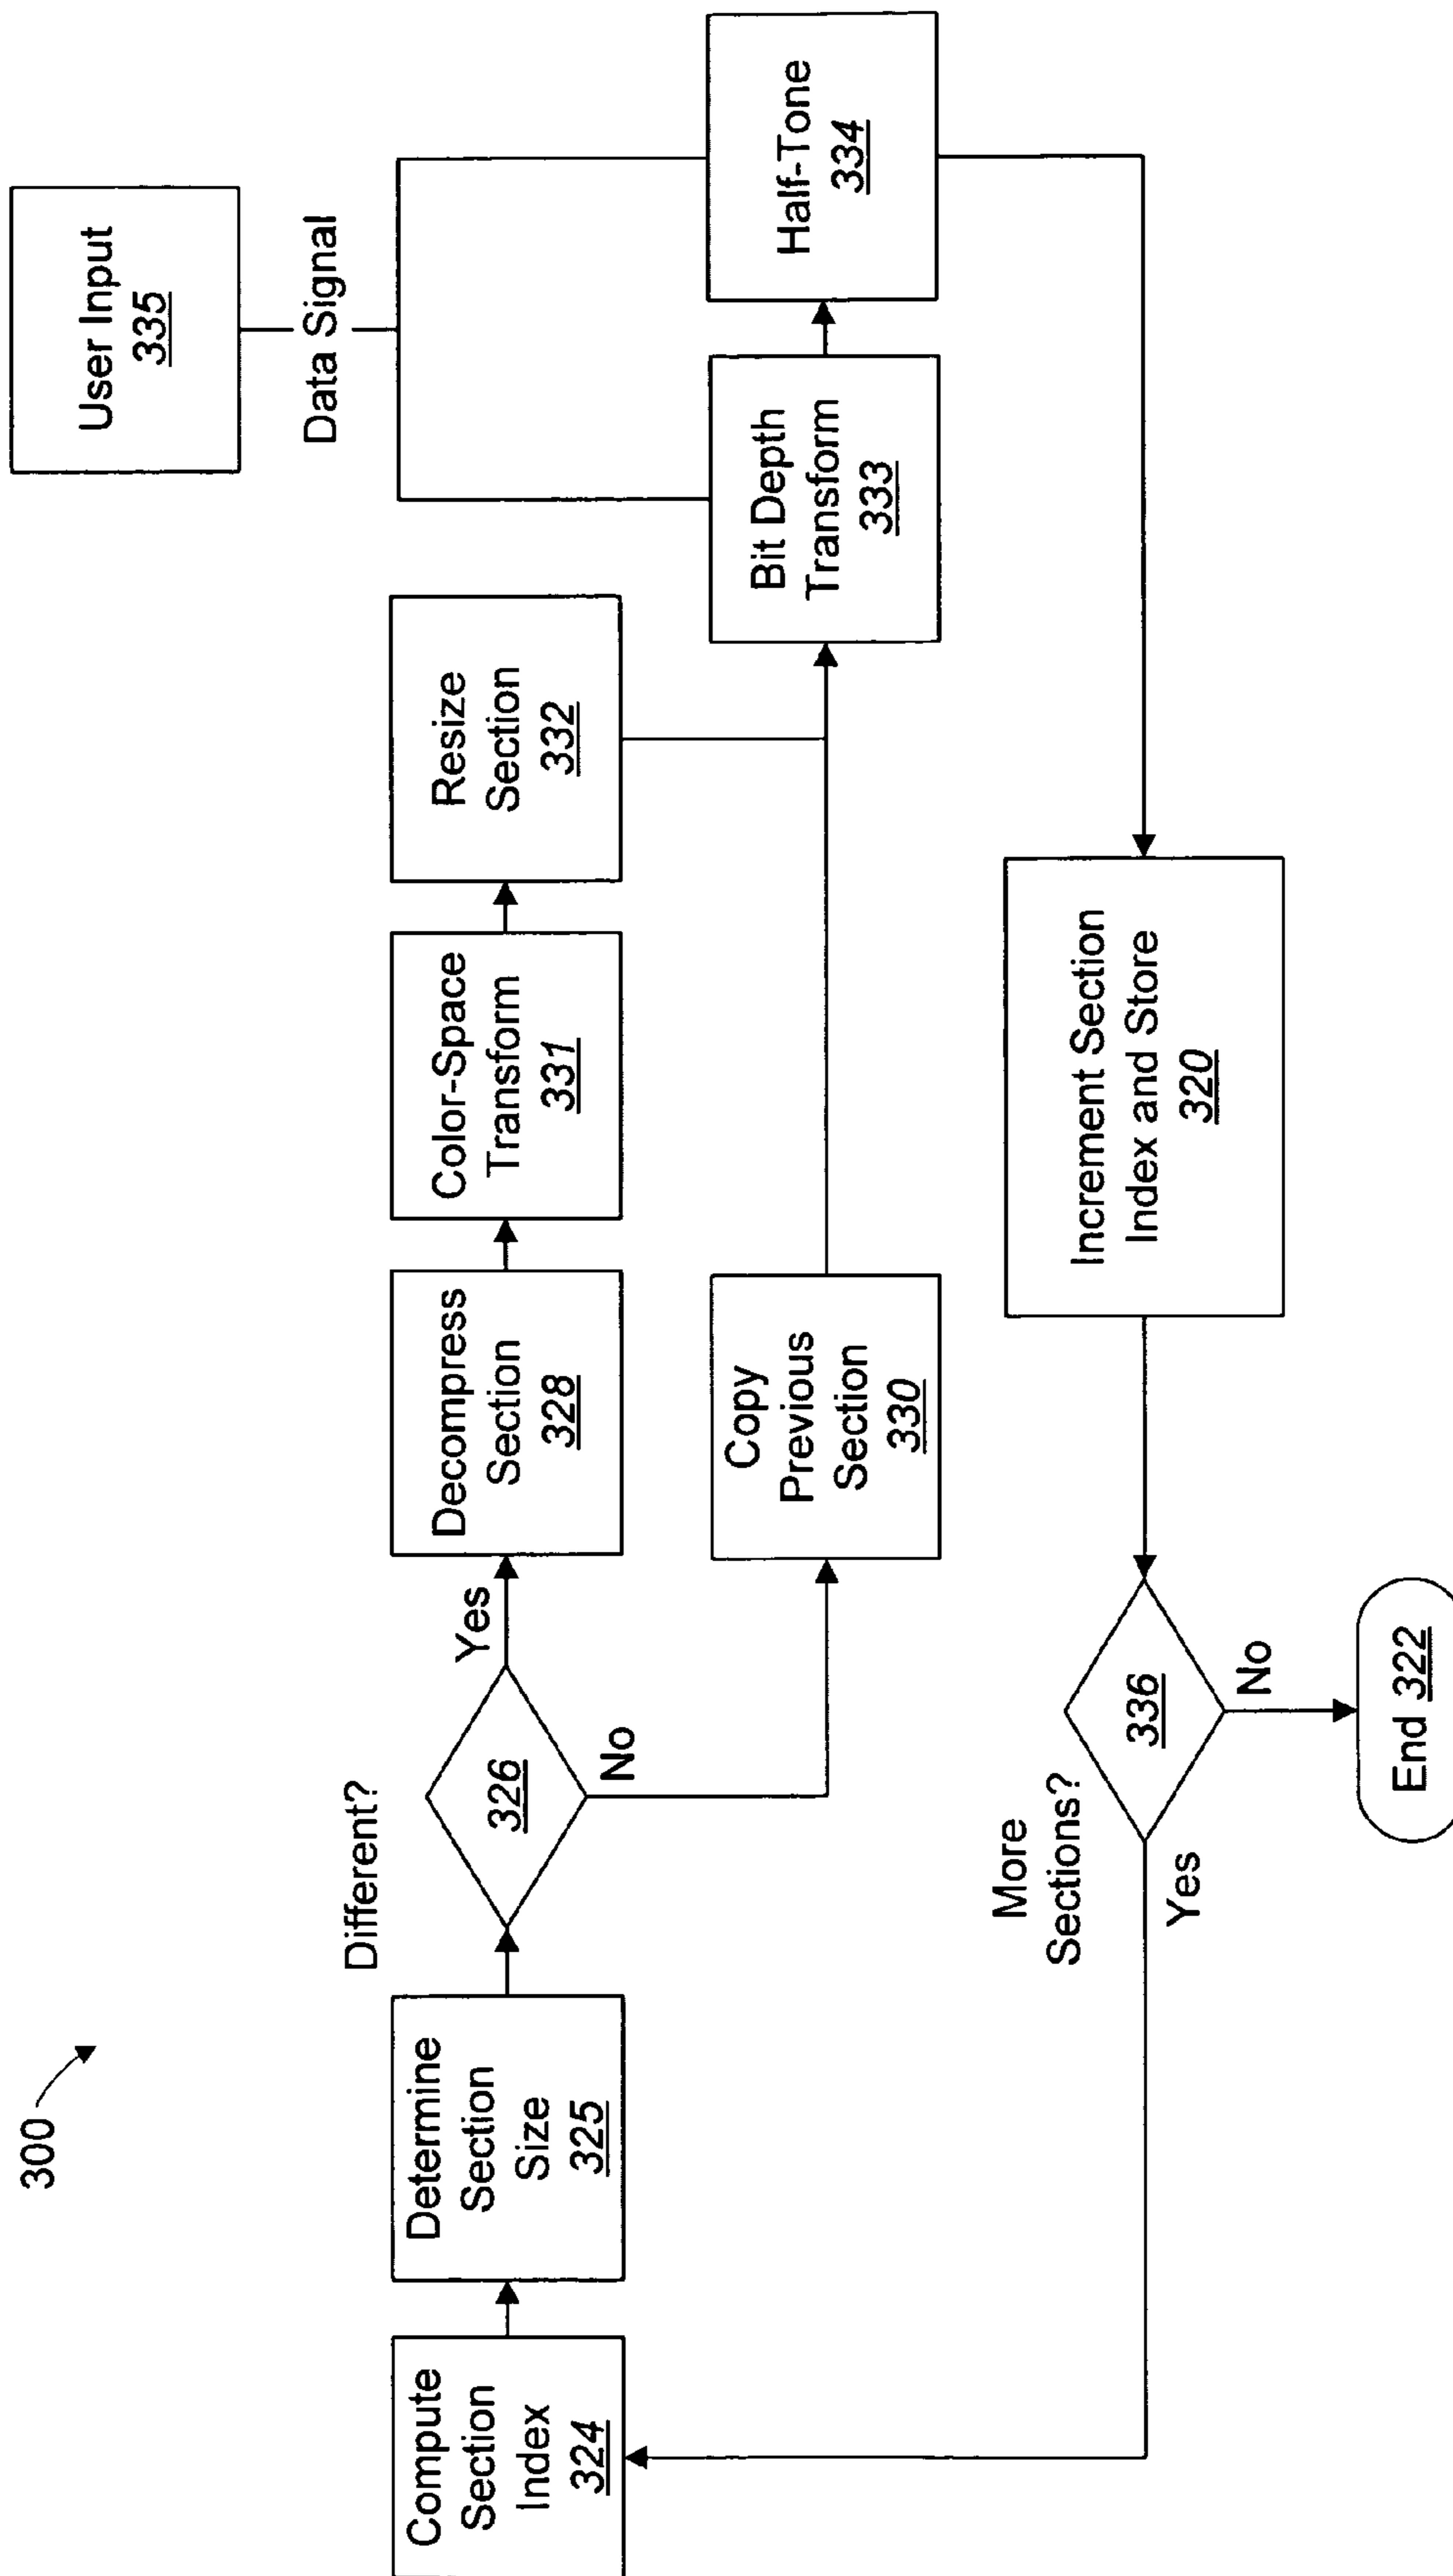 300
User Input
335
Data Signal
Compute
Section
Index
324
Determine
Section
Size
325
Different?
326
Yes
No
Decompress
Section
328
Color-Space
Transform
331
Resize
Section
332
Copy
Previous
Section
330
Bit Depth
Transform
333
Half-Tone
334
Increment Section
Index and Store
320
More
Sections?
336
Yes
No
End 322